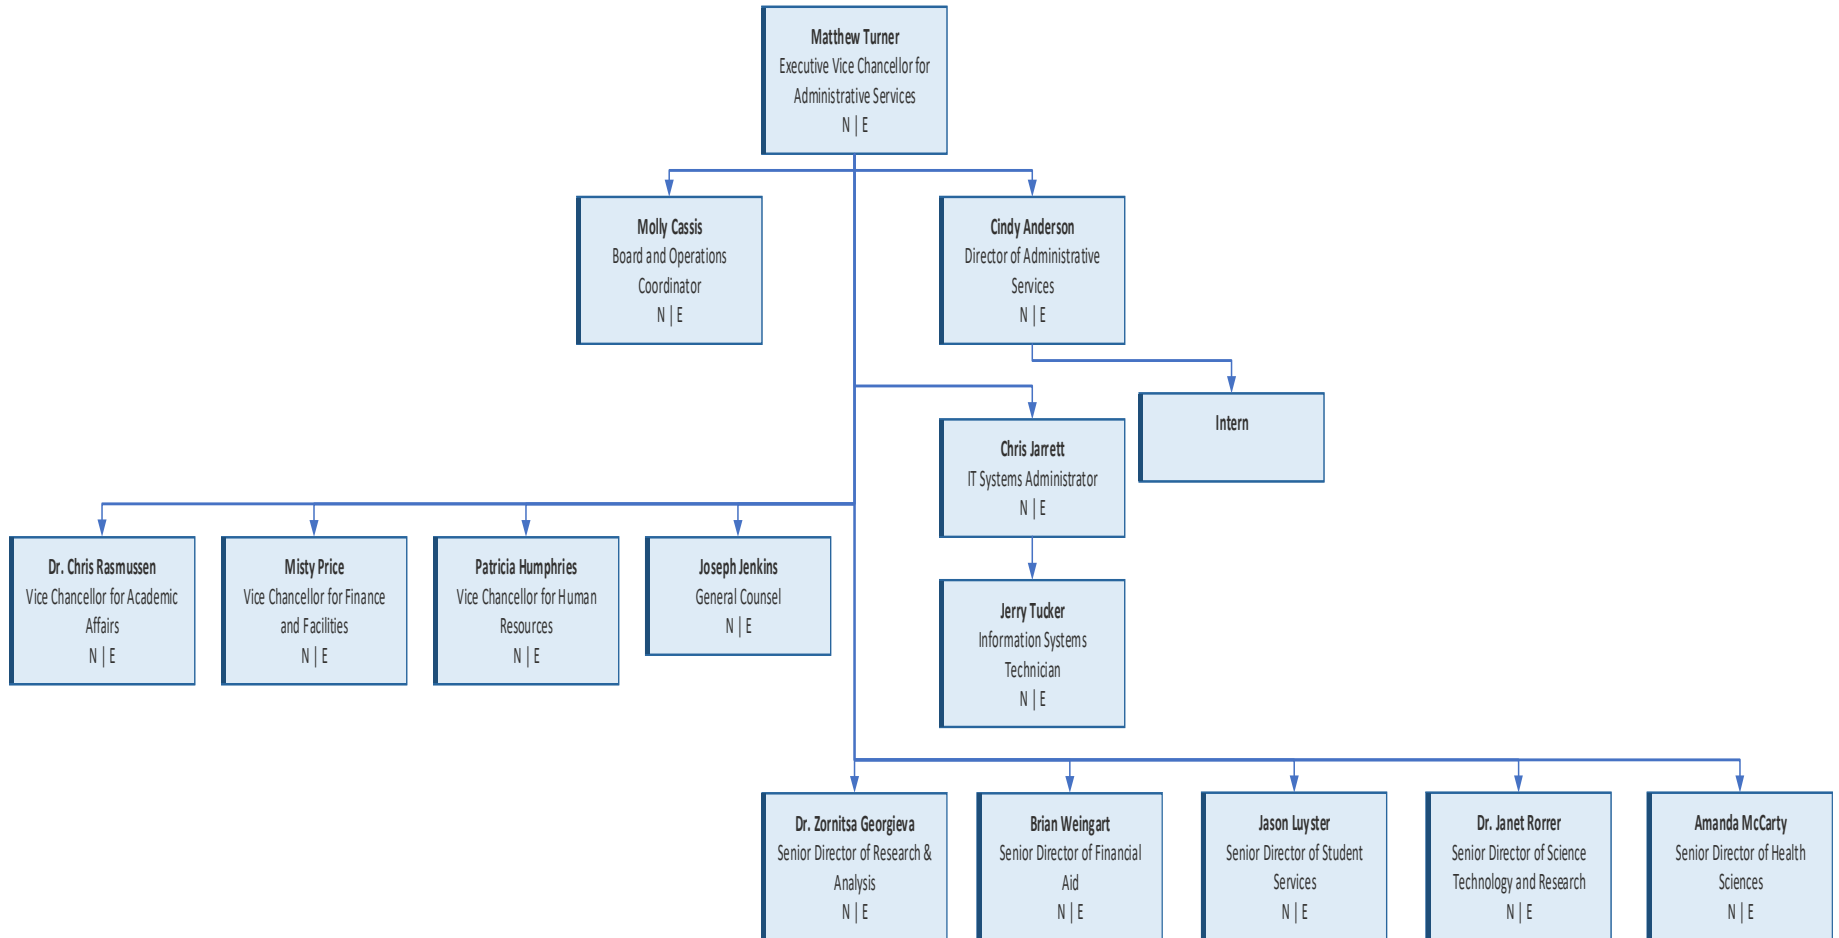 Matthew Turner
Executive Vice Chancellor for
Administrative Services
N | E
Molly Cassis
Board and Operations
Coordinator
N | E
Cindy Anderson
Director of Administrative
Services
N | E
Intern
Chris Jarrett
IT Systems Administrator
N | E
Dr. Chris Rasmussen
Vice Chancellor for Academic
Affairs
N | E
Misty Price
Vice Chancellor for Finance
and Facilities
N | E
Patricia Humphries
Vice Chancellor for Human
Resources
N | E
Joseph Jenkins
General Counsel
N | E
Jerry Tucker
Information Systems
Technician
N | E
Dr. Zornitsa Georgieva
Senior Director of Research &
Analysis
N | E
Brian Weingart
Senior Director of Financial
Aid
N | E
Jason Luyster
Senior Director of Student
Services
N | E
Dr. Janet Rorrer
Senior Director of Science
Technology and Research
N | E
Amanda McCarty
Senior Director of Health
Sciences
N | E